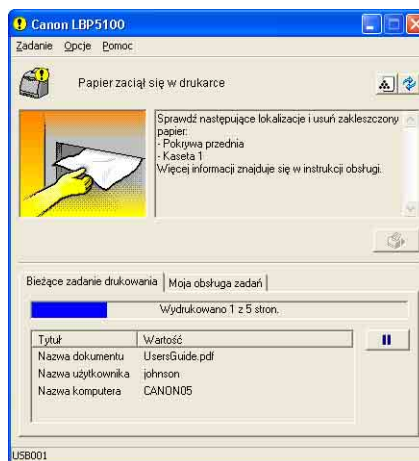 Canon LBP5100
Zadanie Opcje Pomoc
Papier zaciął się w drukarce
Sprawdź następujące lokalizacje i usuń zakleszczony
papier:
- Pokrywa przednia
- Kaseta 1
Więcej informacji znajduje się w instrukcji obsługi.
Bieżące zadanie drukowania Moja obsługa zadań
Wydrukowano 1 z 5 stron.
Tytuł Wartość
Nazwa dokumentu UsersGuide.pdf
Nazwa użytkownika johnson
Nazwa komputera CANON05
USB001